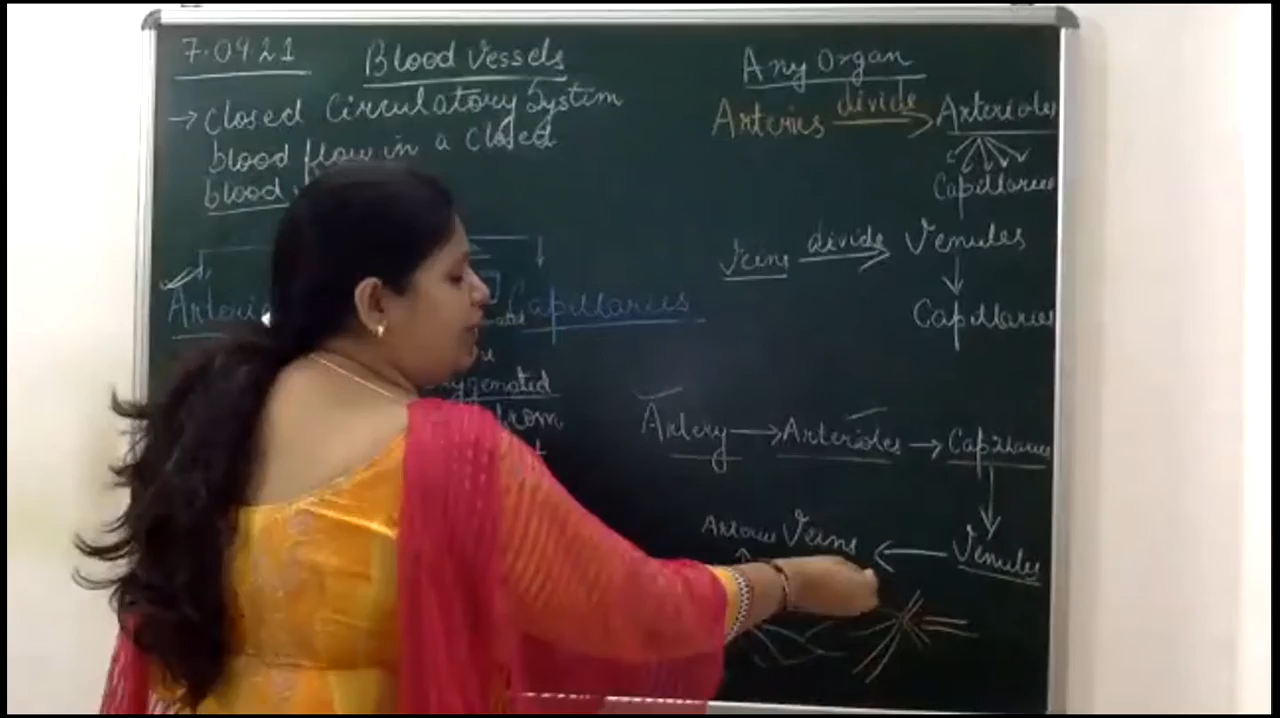 7.09.21
Blood Vessels
→ Closed Circulatory System
blood flow in a closed
blood
Capillaries
oxygenated
from
Any Organ
Arteries divide → Arterioles
Capillaries
Veins divide → Venules
↓
Capillaries
Artery → Arterioles → Capillaries
↓
Veins ← Venules